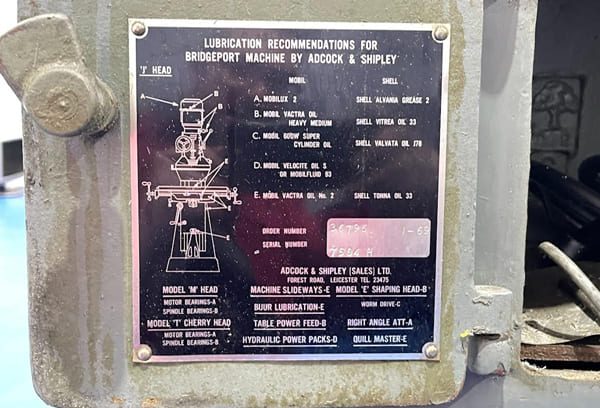 LUBRICATION RECOMMENDATIONS FOR
BRIDGEPORT MACHINE BY ADCOCK & SHIPLEY
'J' HEAD
MOBIL SHELL
A. MOBILUX 2 SHELL ALVANIA GREASE 2
B. MOBIL VACTRA OIL
HEAVY MEDIUM SHELL VITREA OIL 33
C. MOBIL 600W SUPER
CYLINDER OIL SHELL VALVATA OIL J78
D. MOBIL VELOCITE OIL S
OR MOBILFLUID 93
E. MOBIL VACTRA OIL No. 2 SHELL TONNA OIL 33
A
B
E
E
ORDER NUMBER 36795 1-69
SERIAL NUMBER 7594 H
ADCOCK & SHIPLEY (SALES) LTD.
FOREST ROAD, LEICESTER TEL 23475
MODEL 'M' HEAD
MOTOR BEARINGS-A
SPINDLE BEARINGS-B
MODEL 'T' CHERRY HEAD
MOTOR BEARINGS-A
SPINDLE BEARINGS-B
MACHINE SLIDEWAYS-E
BIJUR LUBRICATION-E
TABLE POWER FEED-B
HYDRAULIC POWER PACKS-D
MODEL 'E' SHAPING HEAD-B
WORM DRIVE-C
RIGHT ANGLE ATT-A
QUILL MASTER-E